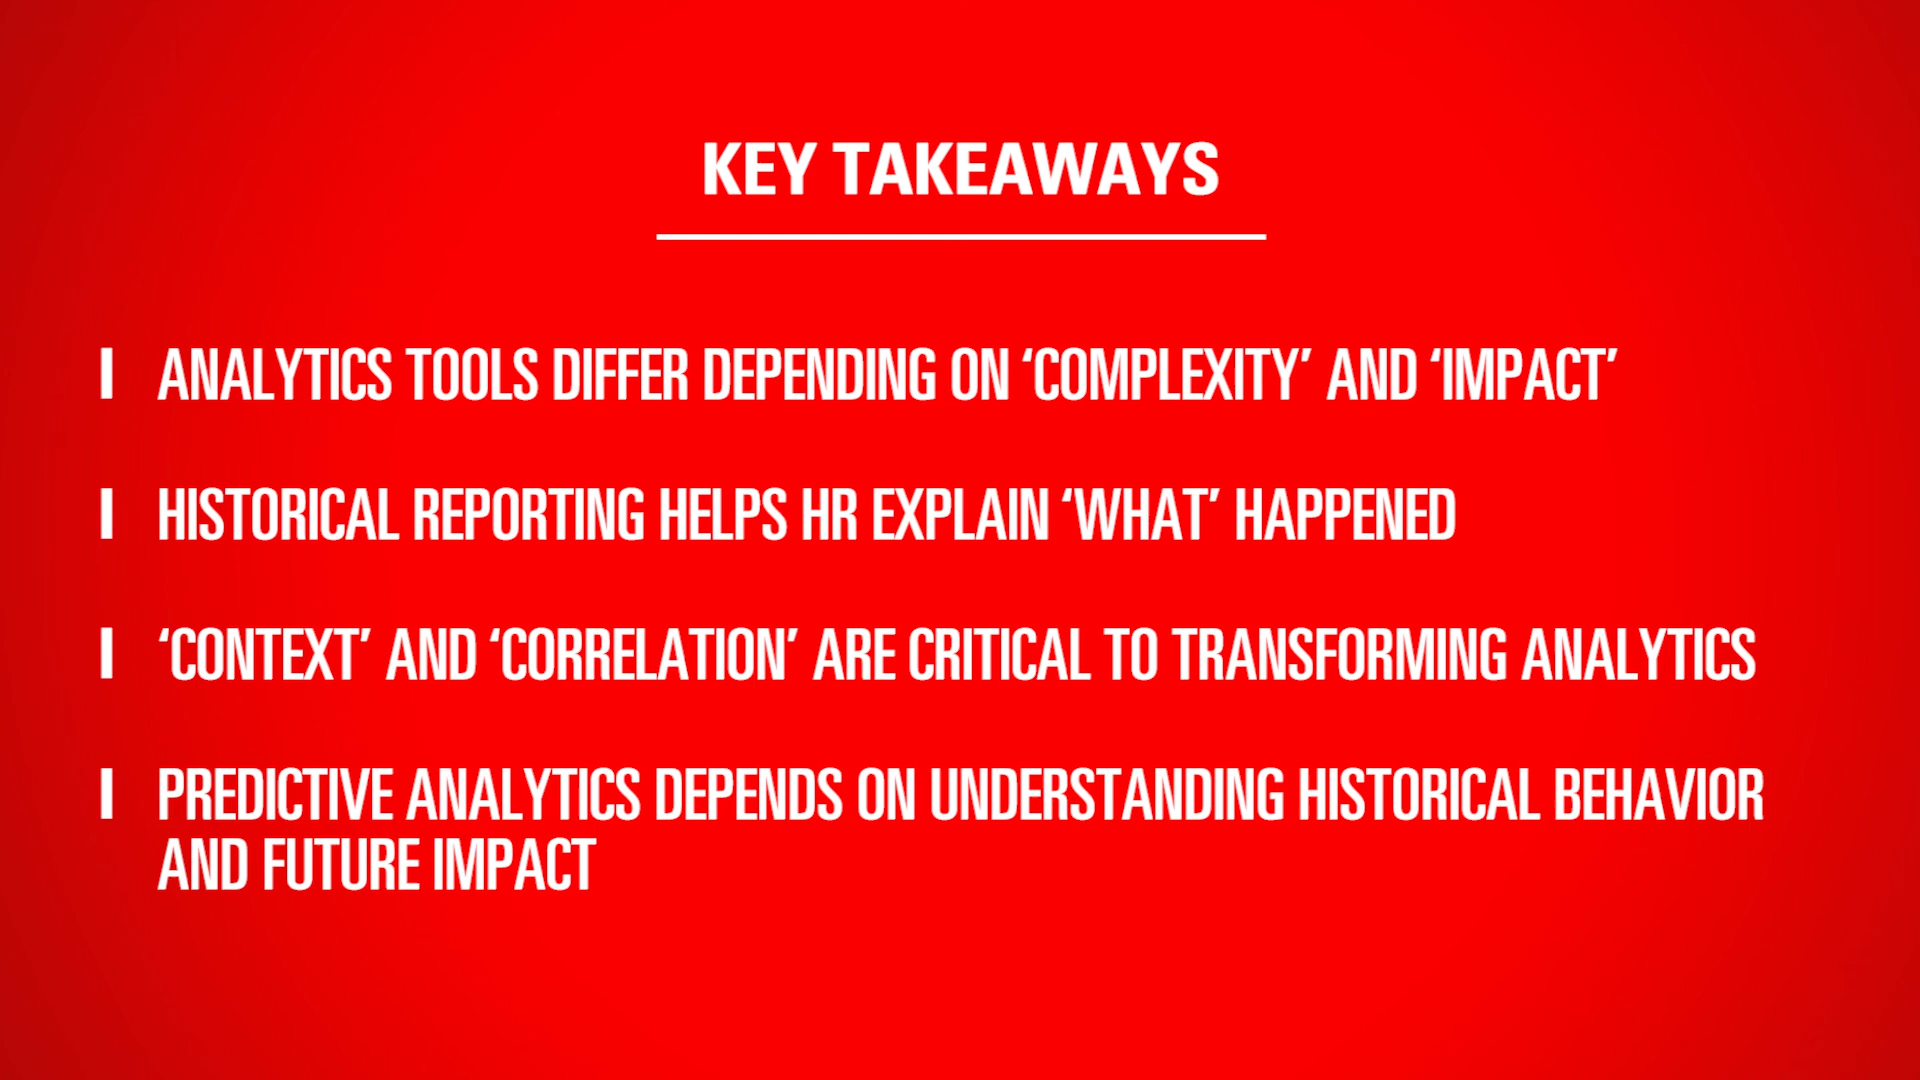 KEY TAKEAWAYS
ANALYTICS TOOLS DIFFER DEPENDING ON ‘COMPLEXITY’ AND ‘IMPACT’
HISTORICAL REPORTING HELPS HR EXPLAIN ‘WHAT’ HAPPENED
‘CONTEXT’ AND ‘CORRELATION’ ARE CRITICAL TO TRANSFORMING ANALYTICS
PREDICTIVE ANALYTICS DEPENDS ON UNDERSTANDING HISTORICAL BEHAVIOR
AND FUTURE IMPACT